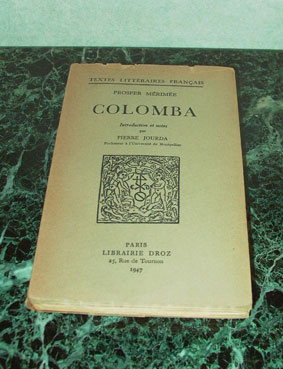 TEXTES LITTÉRAIRES FRANÇAIS
PROSPER MÉRIMÉE
COLOMBA
Introduction et notes
par
PIERRE JOURDA
Professeur à l'Université de Montpellier
PARIS
LIBRAIRIE DROZ
25, Rue de Tournon
1947